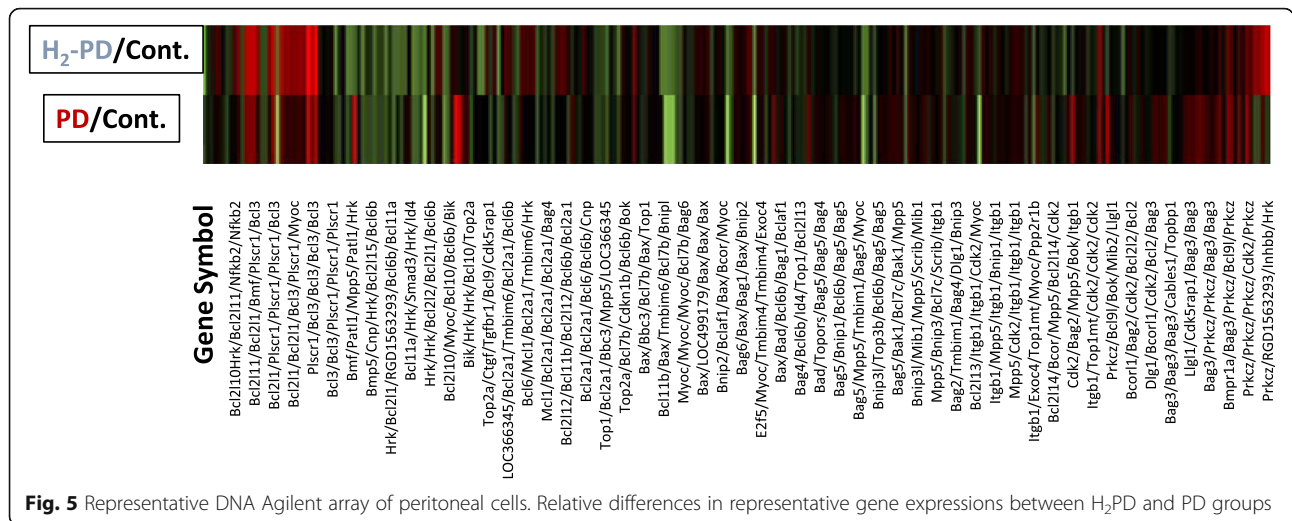 H2-PD/Cont.
PD/Cont.
Gene Symbol
Bcl2l10Hrk/Bcl2l11/Nfkb2/Nfkb2
Bcl2l11/Bcl2l1/Bmf/Plscr1/Bcl3
Bcl2l1/Plscr1/Plscr1/Bcl3
Bcl2l1/Bcl2l1/Bcl3/Plscr1/Myoc
Plscr1/Bcl3/Bcl3/Bcl3/Bcl3
Bcl3/Bcl3/Plscr1/Plscr1/Plscr1
Bmf/Patl1/Mpp5/Patl1/Hrk
Bmp5/Cnp/Hrk/Bcl2l15/Bcl6b
Hrk/Bcl2l1/RGD1563293/Bcl6b/Bcl11a
Bcl11a/Hrk/Smad3/Hrk/Id4
Hrk/Hrk/Bcl2l2/Bcl2l1/Bcl6b
Bcl2l10/Myoc/Bcl10/Bcl6b/Bik
Bik/Hrk/Hrk/Bcl10/Top2a
Top2a/Ctgf/Tgfbr1/Bcl9/Cdk5rap1
LOC366345/Bcl2a1/Tmbim6/Bcl2a1/Bcl6b
Bcl6/Mcl1/Bcl2a1/Tmbim6/Hrk
Mcl1/Bcl2a1/Bcl2a1/Bag4
Bcl2l12/Bcl11b/Bcl2l12/Bcl6b/Bcl2a1
Bcl2a1/Bcl2a1/Bcl6/Bcl6b/Cnp
Top1/Bcl2a1/Bbc3/Mpp5/LOC366345
Top2a/Bcl7b/Cdkn1b/Bcl6b/Bok
Bax/Bbc3/Bcl7b/Bax/Top1
Bcl11b/Bax/Tmbim6/Bcl7b/Bnipl
Myoc/Myoc/Myoc/Bcl7b/Bag6
Bax/LOC499179/Bax/Bax/Bax
Bnip2/Bclaf1/Bax/Bcor/Myoc
Bag6/Bax/Bag1/Bax/Bnip2
E2f5/Myoc/Tmbim4/Tmbim4/Exoc4
Bax/Bad/Bcl6b/Bag1/Bclaf1
Bag4/Bcl6b/Id4/Top1/Bcl2l13
Bad/Topors/Bag5/Bag5/Bag4
Bag5/Bnip1/Bcl6b/Bag5/Bag5
Bag5/Mpp5/Tmbim1/Bag5/Myoc
Bnip3l/Top3b/Bcl6b/Bag5/Bag5
Bag5/Bak1/Bcl7c/Bak1/Mpp5
Bnip3l/Mib1/Mpp5/Scrib/Mib1
Mpp5/Bnip3/Bcl7c/Scrib/Itgb1
Bag2/Tmbim1/Bag4/Dlg1/Bnip3
Bcl2l13/Itgb1/Itgb1/Cdk2/Myoc
Itgb1/Mpp5/Itgb1/Bnip1/Itgb1
Mpp5/Cdk2/Itgb1/Itgb1/Itgb1
Itgb1/Exoc4/Top1mt/Myoc/Ppp2r1b
Bcl2l14/Bcor/Mpp5/Bcl2l14/Cdk2
Cdk2/Bag2/Mpp5/Bok/Itgb1
Itgb1/Top1mt/Cdk2/Cdk2/Cdk2
Prkcz/Bcl9l/Bok/Mib2/Llgl1
Bcorl1/Bag2/Cdk2/Bcl2l2/Bcl2
Dlg1/Bcorl1/Cdk2/Bcl2/Bag3
Bag3/Bag3/Bag3/Cables1/Topbp1
Llgl1/Cdk5rap1/Bag3/Bag3
Bag3/Prkcz/Prkcz/Bag3/Bag3
Bmpr1a/Bag3/Prkcz/Bcl9l/Prkcz
Prkcz/Prkcz/Prkcz/Cdk2/Prkcz
Prkcz/RGD1563293/Inhbb/Hrk
Fig. 5 Representative DNA Agilent array of peritoneal cells. Relative differences in representative gene expressions between H2PD and PD groups